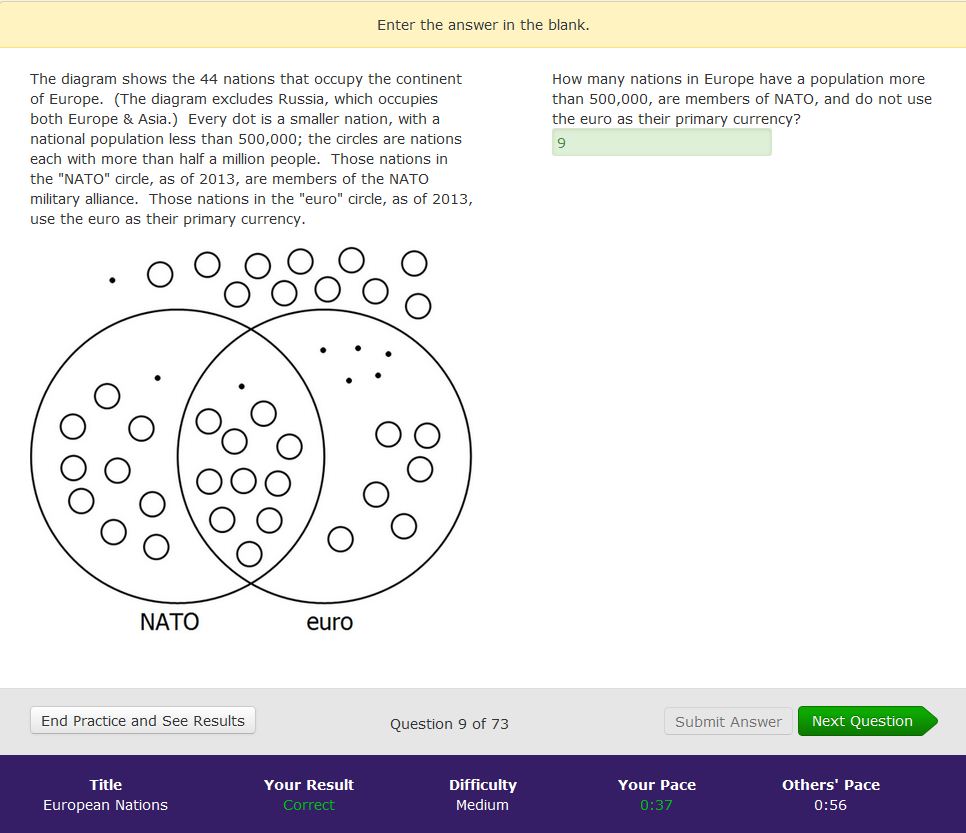 Enter the answer in the blank.
The diagram shows the 44 nations that occupy the continent
of Europe.  (The diagram excludes Russia, which occupies
both Europe & Asia.)  Every dot is a smaller nation, with a
national population less than 500,000; the circles are nations
each with more than half a million people.  Those nations in
the "NATO" circle, as of 2013, are members of the NATO
military alliance.  Those nations in the "euro" circle, as of 2013,
use the euro as their primary currency.
How many nations in Europe have a population more
than 500,000, are members of NATO, and do not use
the euro as their primary currency?
9
NATO
euro
End Practice and See Results
Question 9 of 73
Submit Answer
Next Question
Title
European Nations
Your Result
Correct
Difficulty
Medium
Your Pace
0:37
Others' Pace
0:56